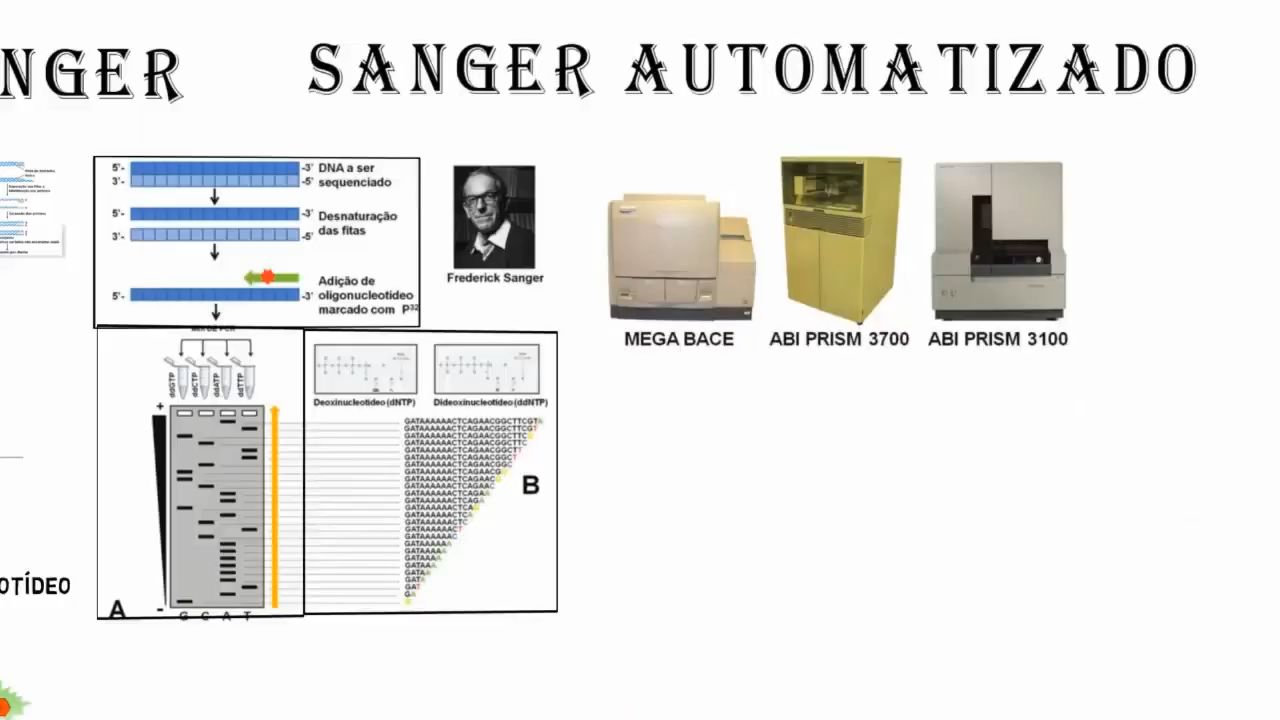 NGER
SANGER AUTOMATIZADO
5'-
-3'
3'-
-5'
DNA a ser
sequenciado
5'-
-3'
3'-
-5'
Desnaturação
das fitas
5'-
-3'
Adição de
oligonucleotídeo
marcado com P32
Frederick Sanger
MEGA BACE
ABI PRISM 3700
ABI PRISM 3100
ddGTP
ddCTP
ddATP
ddTTP
+
-
A
G C A T
Deoxinucleotídeo (dNTP)
Dideoxinucleotídeo (ddNTP)
GATAAAAAACTCAGAACGGCTTCGTA
GATAAAAAACTCAGAACGGCTTCGT
GATAAAAAACTCAGAACGGCTTCG
GATAAAAAACTCAGAACGGCTTC
GATAAAAAACTCAGAACGGCTT
GATAAAAAACTCAGAACGGCT
GATAAAAAACTCAGAACGGC
GATAAAAAACTCAGAACGG
GATAAAAAACTCAGAACG
GATAAAAAACTCAGAAC
GATAAAAAACTCAGAA
GATAAAAAACTCAGA
GATAAAAAACTCAG
GATAAAAAACTCA
GATAAAAAACTC
GATAAAAAACT
GATAAAAAAC
GATAAAAAA
GATAAAAA
GATAAAA
GATAA
GATA
GAT
GA
B
OTÍDEO